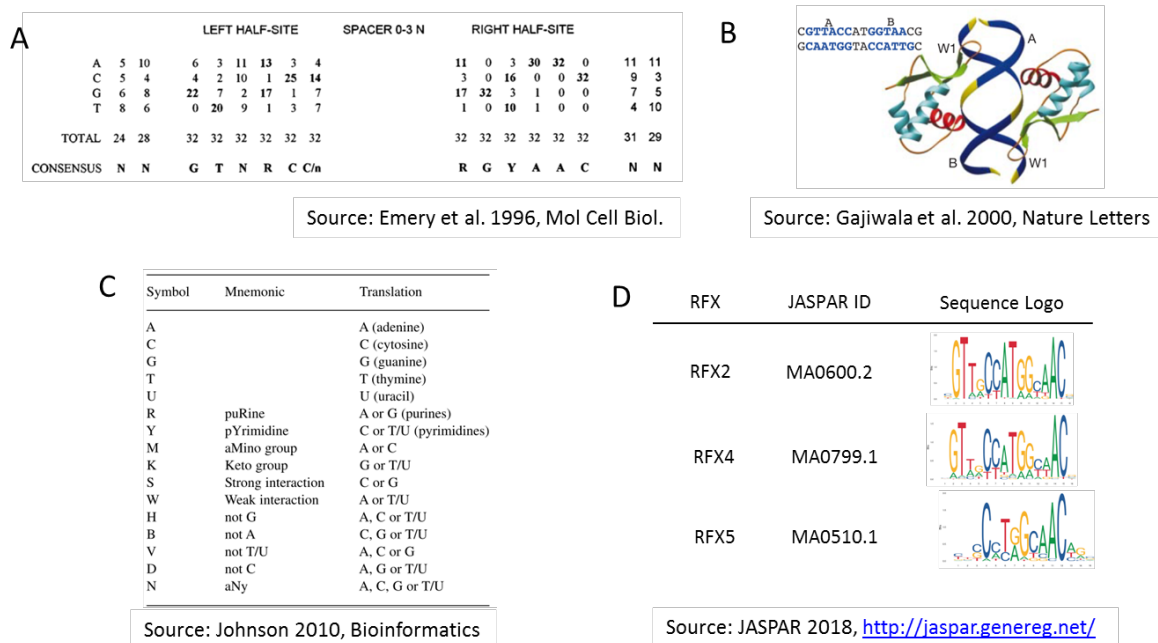 A
LEFT HALF-SITE SPACER 0-3 N RIGHT HALF-SITE
A 5 10 6 3 11 13 3 4 11 0 3 30 32 0 11 11
C 5 4 4 2 10 1 25 14 3 0 16 0 0 32 9 3
G 6 8 22 7 2 17 1 7 17 32 3 1 0 0 7 5
T 8 6 0 20 9 1 3 7 1 0 10 1 0 0 4 10
TOTAL 24 28 32 32 32 32 32 32 32 32 32 32 32 32 31 29
CONSENSUS N N G T N R C C/n R G Y A A C N N
Source: Emery et al. 1996, Mol Cell Biol.
B
A B
CGTTACCATGGTAACG
GCAATGGTACCATTGC
W1
A
B
W1
Source: Gajiwala et al. 2000, Nature Letters
C
Symbol Mnemonic Translation
A A (adenine)
C C (cytosine)
G G (guanine)
T T (thymine)
U U (uracil)
R puRine A or G (purines)
Y pYrimidine C or T/U (pyrimidines)
M aMino group A or C
K Keto group G or T/U
S Strong interaction C or G
W Weak interaction A or T/U
H not G A, C or T/U
B not A C, G or T/U
V not T/U A, C or G
D not C A, G or T/U
N aNy A, C, G or T/U
Source: Johnson 2010, Bioinformatics
D
RFX JASPAR ID Sequence Logo
RFX2 MA0600.2
RFX4 MA0799.1
RFX5 MA0510.1
Source: JASPAR 2018, http://jaspar.genereg.net/